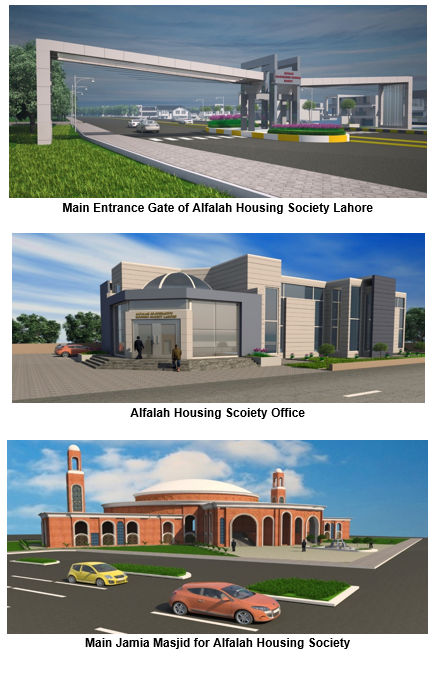 Main Entrance Gate of Alfalah Housing Society Lahore
Alfalah Housing Scoiety Office
Main Jamia Masjid for Alfalah Housing Society